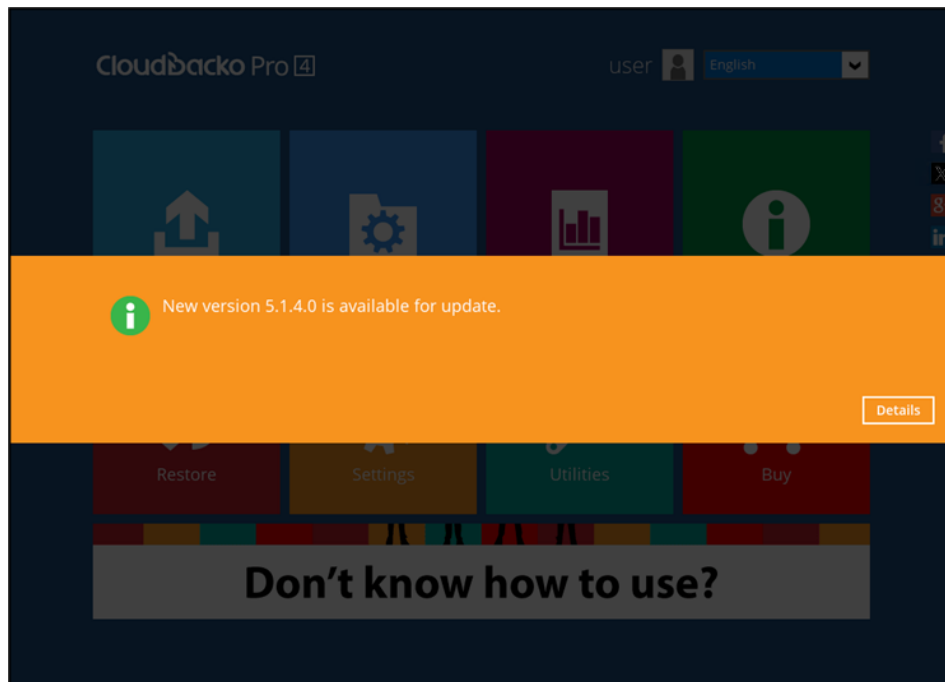 CloudBacko Pro 4
user
English
New version 5.1.4.0 is available for update.
Details
Restore
Settings
Utilities
Buy
Don't know how to use?